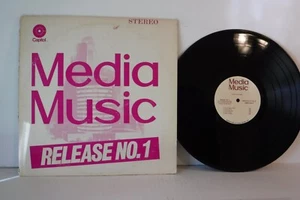 STEREO
Capitol
Media
Music
RELEASE NO.1
Media
Music